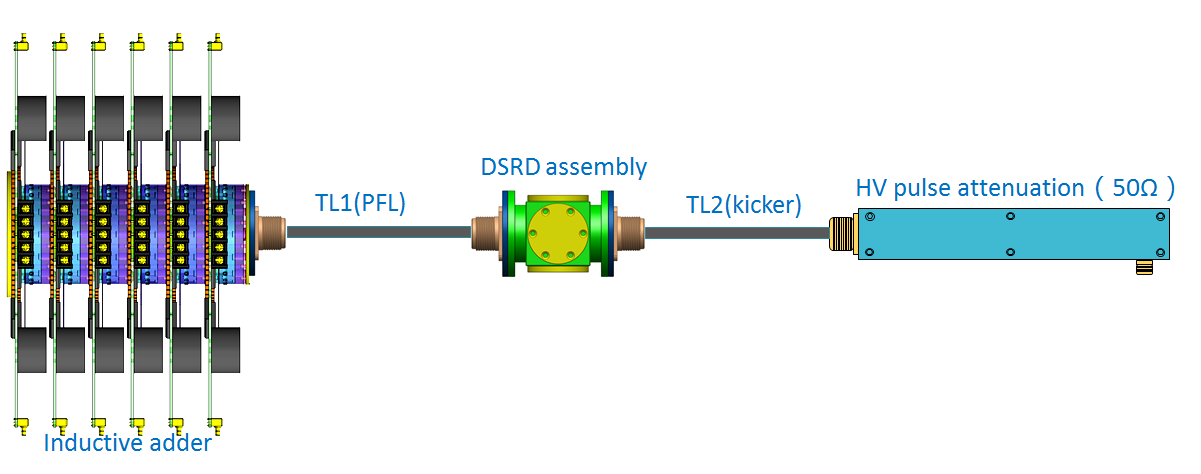 DSRD assembly
TL1(PFL)
TL2(kicker)
HV pulse attenuation（50Ω）
Inductive adder